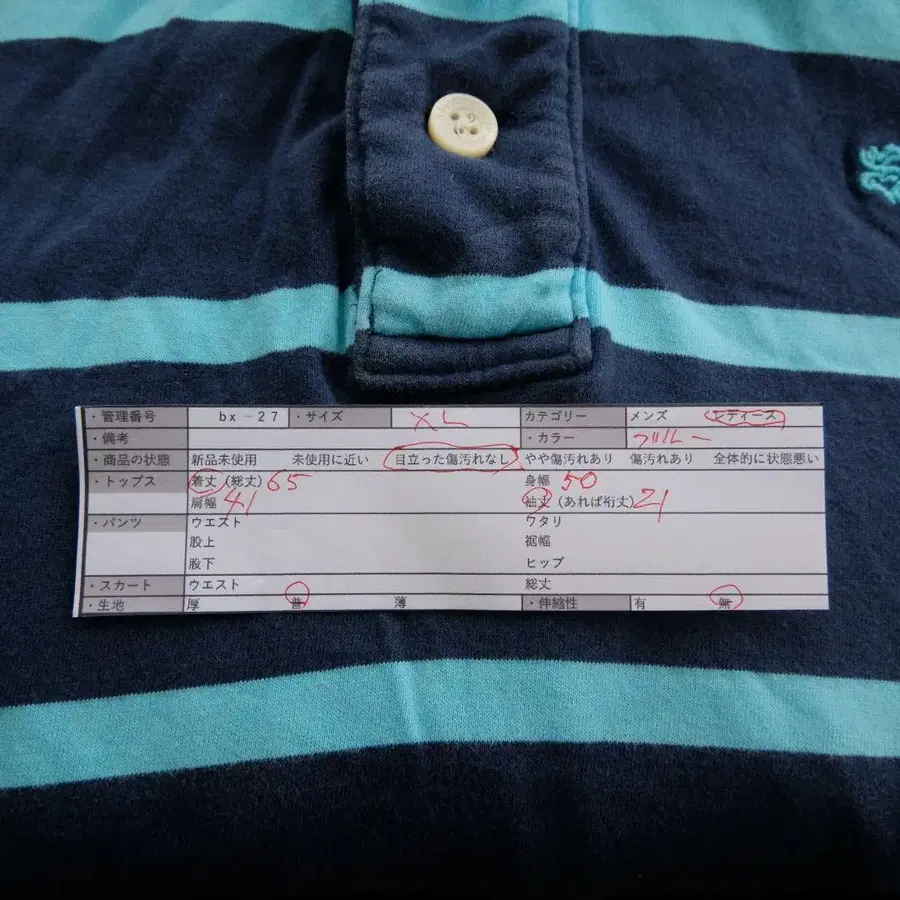 ・管理番号 bx-27 ・サイズ XL カテゴリー メンズ レディース
・備考 ・カラー ブルー
・商品の状態 新品未使用 未使用に近い 目立った傷汚れなし やや傷汚れあり 傷汚れあり 全体的に状態悪い
・トップス 着丈(総丈) 65 身幅 50
肩幅 41 袖丈(あれば裄丈) 21
・パンツ ウエスト ワタリ
股上 裾幅
股下 ヒップ
・スカート ウエスト 総丈
・生地 厚 普 薄 ・伸縮性 有 無